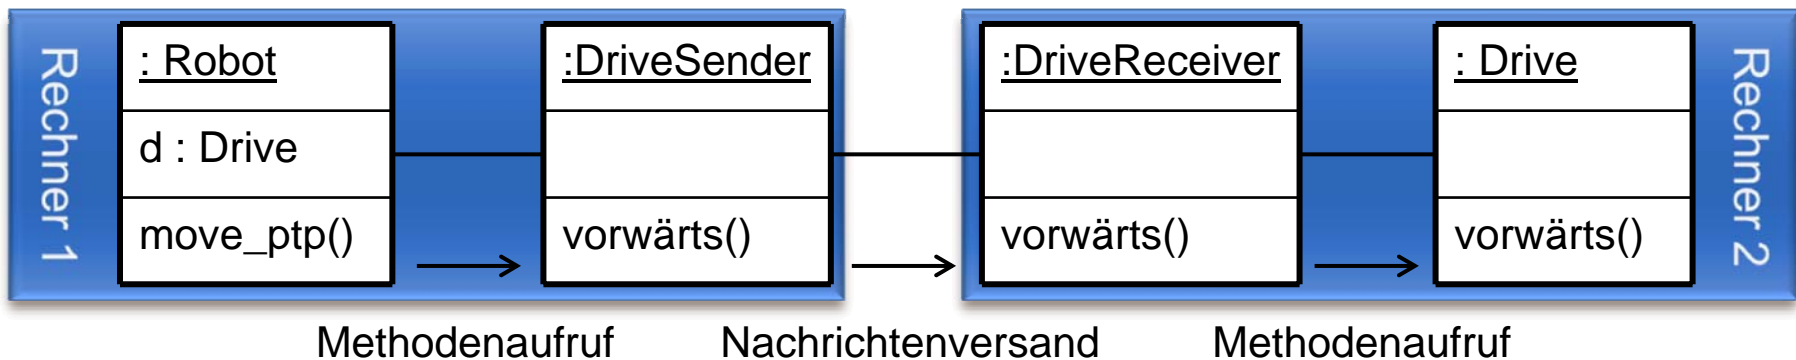 Rechner 1
: Robot
d : Drive
move_ptp()
:DriveSender
vorwärts()
:DriveReceiver
vorwärts()
: Drive
vorwärts()
Rechner 2
Methodenaufruf
Nachrichtenversand
Methodenaufruf